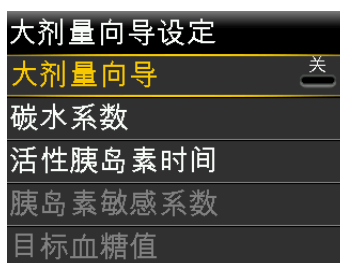 大剂量向导设定
大剂量向导 关
碳水系数
活性胰岛素时间
胰岛素敏感系数
目标血糖值